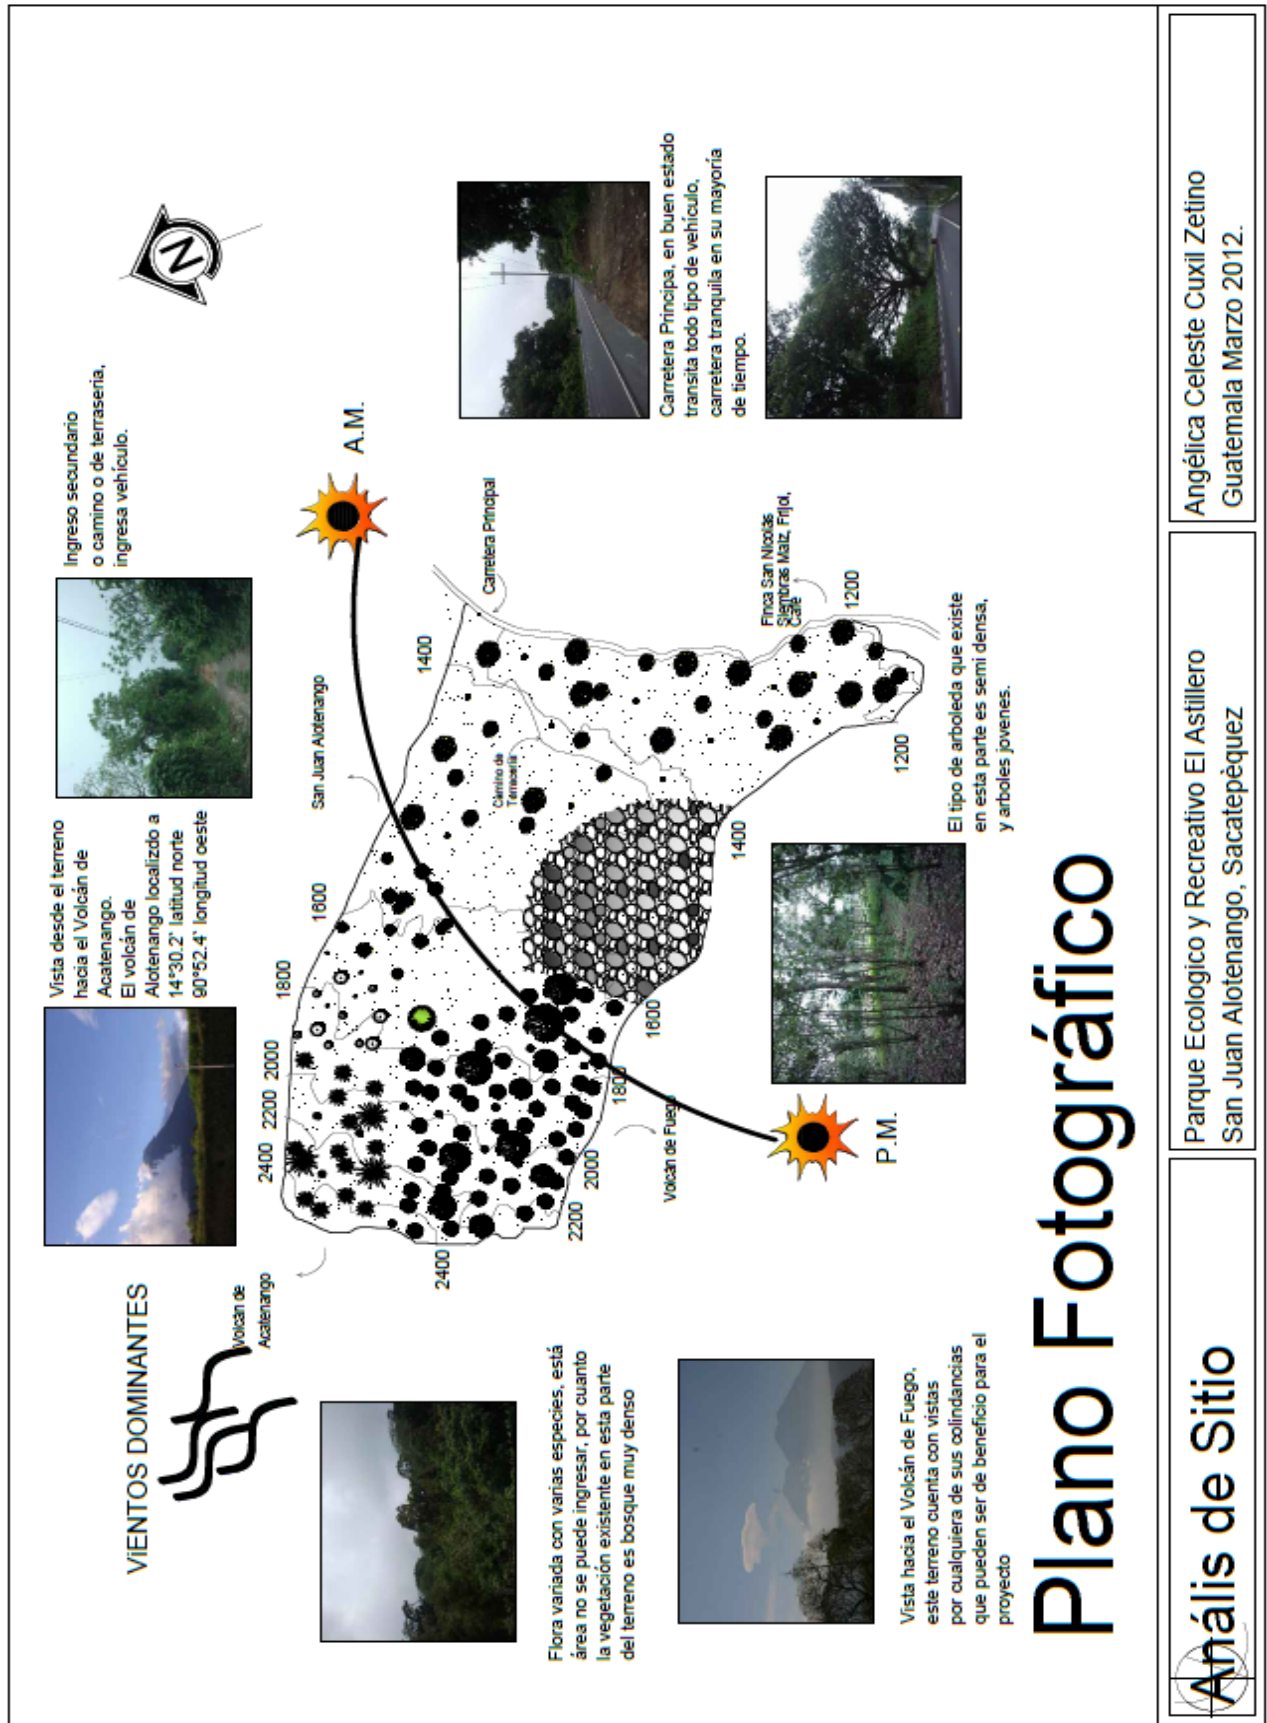 VIENTOS DOMINANTES
Volcán de
Acatenango
Vista desde el terreno
hacia el Volcán de
Acatenango.
El volcán de
Alotenango localizdo a
14°30.2` latitud norte
90°52.4` longitud oeste
Ingreso secundario
o camino o de terraseria,
ingresa vehículo.
N
San Juan Alotenango
A.M.
2400
2200
2000
1800
1600
1400
Carretera Principal
Camino de
Terraceria
Finca San Nicolás
Siembras Maíz, Frijol,
Café
1200
1200
1400
1600
1800
2000
2200
2400
Volcán de Fuego
P.M.
Carretera Principa, en buen estado
transita todo tipo de vehículo,
carretera tranquila en su mayoría
de tiempo.
Flora variada con varias especies, está
área no se puede ingresar, por cuanto
la vegetación existente en esta parte
del terreno es bosque muy denso
Vista hacia el Volcán de Fuego,
este terreno cuenta con vistas
por cualquiera de sus colindancias
que pueden ser de beneficio para el
proyecto
El tipo de arboleda que existe
en esta parte es semi densa,
y arboles jovenes.
Plano Fotográfico
Anális de Sitio
Parque Ecologico y Recreativo El Astillero
San Juan Alotenango, Sacatepèquez
Angélica Celeste Cuxil Zetino
Guatemala Marzo 2012.